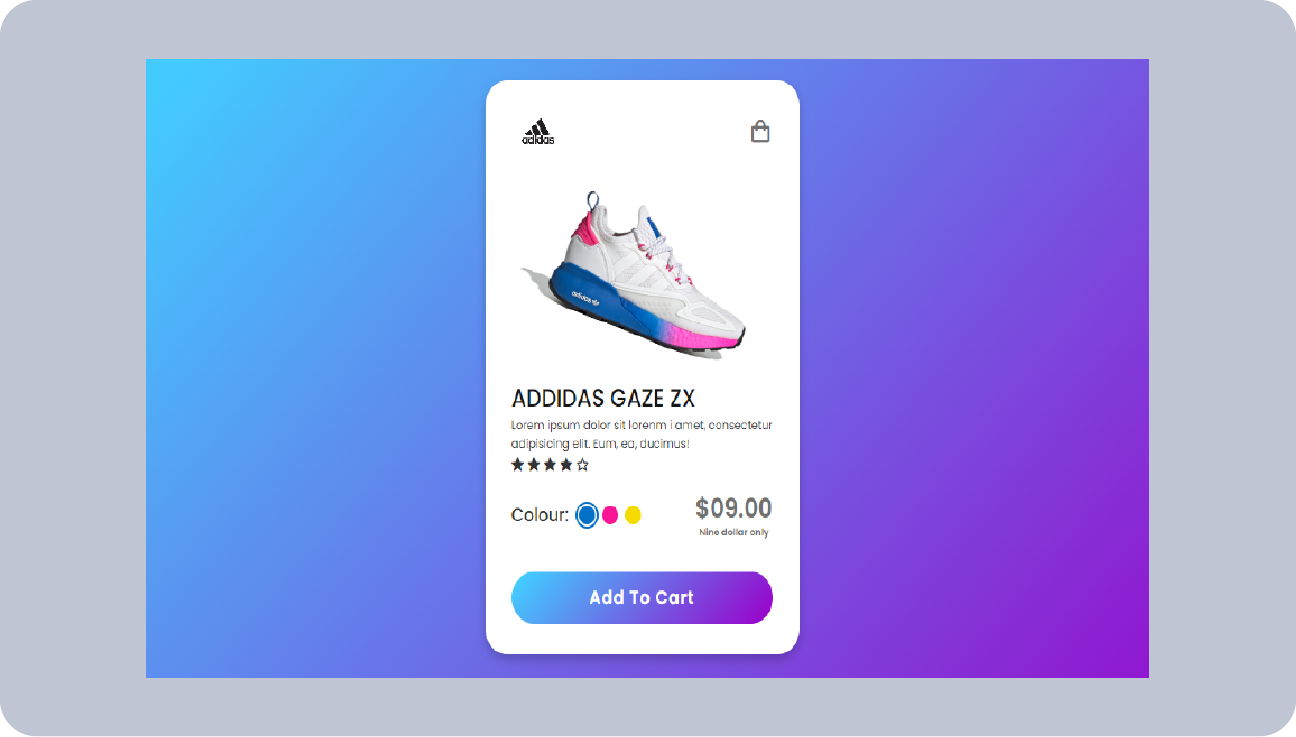 adidas
adidas
ADDIDAS GAZE ZX
Lorem ipsum dolor sit lorenm i amet, consectetur
adipisicing elit. Eum, ea, ducimus!
Colour:
$09.00
Nine dollar only
Add To Cart